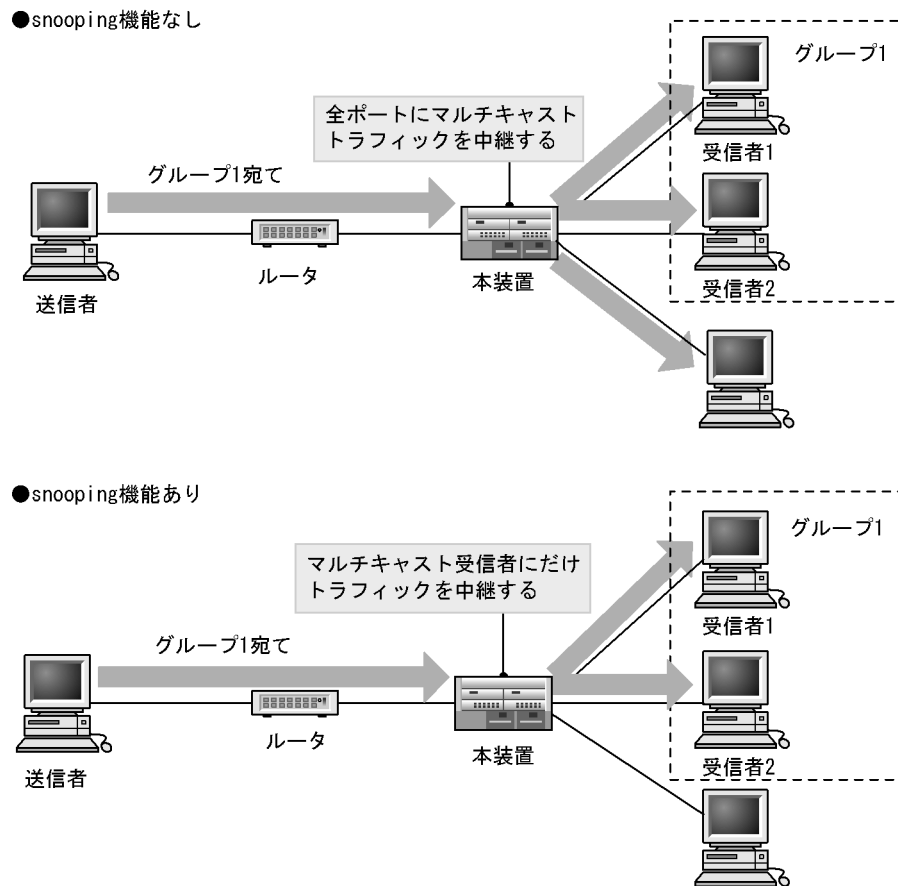 ●snooping機能なし
グループ1
全ポートにマルチキャスト
トラフィックを中継する
受信者1
グループ1宛て
ルータ
本装置
受信者2
送信者
●snooping機能あり
グループ1
マルチキャスト受信者にだけ
トラフィックを中継する
受信者1
グループ1宛て
ルータ
本装置
受信者2
送信者